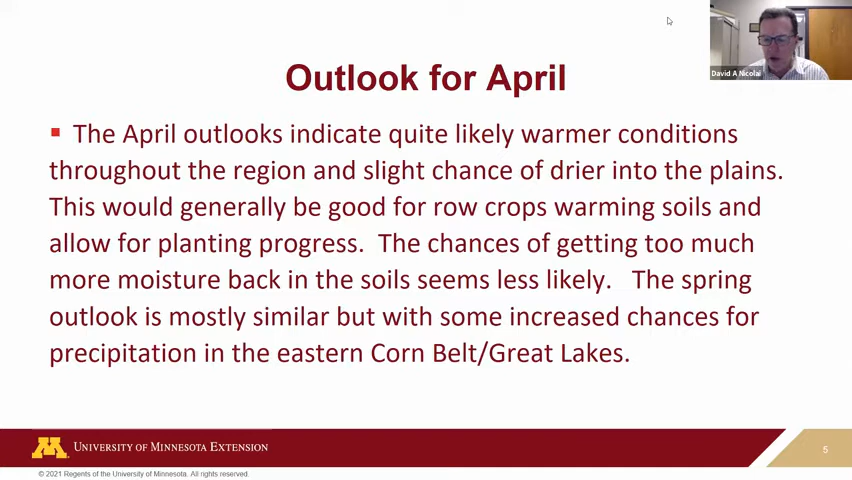 David A Nicolai
Outlook for April
▪ The April outlooks indicate quite likely warmer conditions
throughout the region and slight chance of drier into the plains.
This would generally be good for row crops warming soils and
allow for planting progress.  The chances of getting too much
more moisture back in the soils seems less likely.   The spring
outlook is mostly similar but with some increased chances for
precipitation in the eastern Corn Belt/Great Lakes.
M
UNIVERSITY OF MINNESOTA EXTENSION
5
© 2021 Regents of the University of Minnesota. All rights reserved.